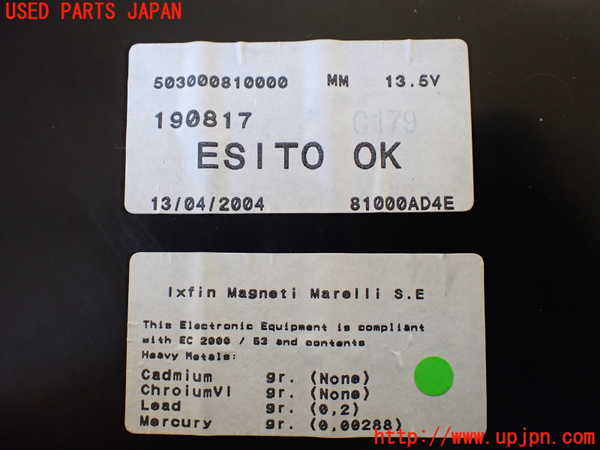 USED PARTS JAPAN
503000810000 MM 13.5V
190817 G179
ESITO OK
13/04/2004 81000AD4E
Ixfin Magneti Marelli S.E
This Electronic Equipment is compliant
with EC 2000 / 53 and contents
Heavy Metals:
Cadmium gr. (None)
ChroiumVI gr. (None)
Lead gr. (0,2)
Mercury gr. (0,00288)
http://www.upjpn.com/